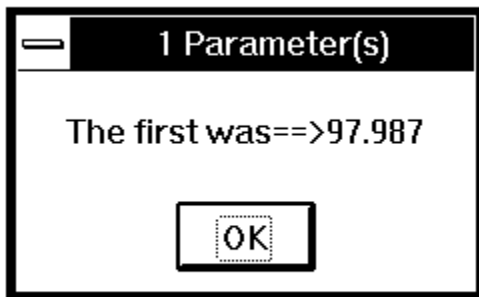 1 Parameter(s)
The first was==>97.987
OK